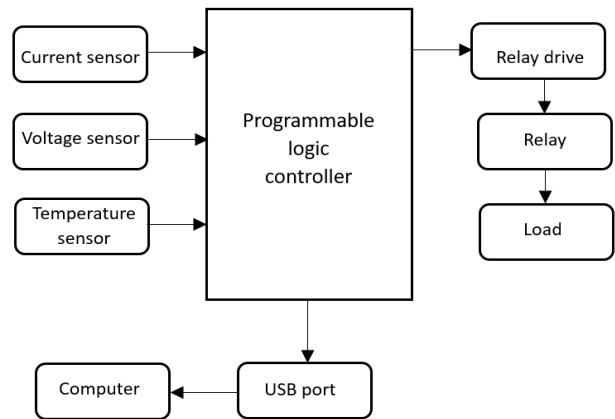 Current sensor
Voltage sensor
Temperature
sensor
Programmable
logic
controller
Relay drive
Relay
Load
USB port
Computer